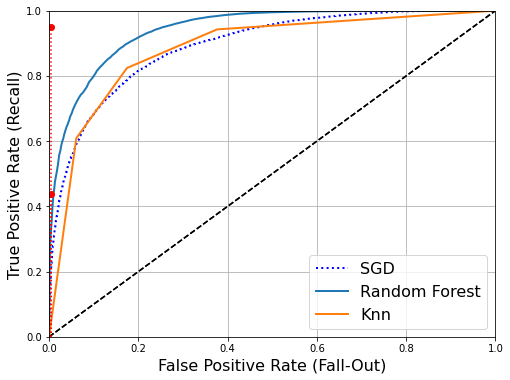 1.0
0.8
0.6
0.4
0.2
0.0
True Positive Rate (Recall)
SGD
Random Forest
Knn
0.0 0.2 0.4 0.6 0.8 1.0
False Positive Rate (Fall-Out)